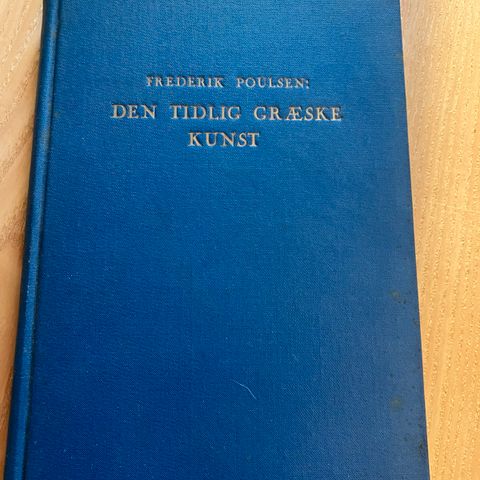 FREDERIK POULSEN:
DEN TIDLIG GRÆSKE
KUNST